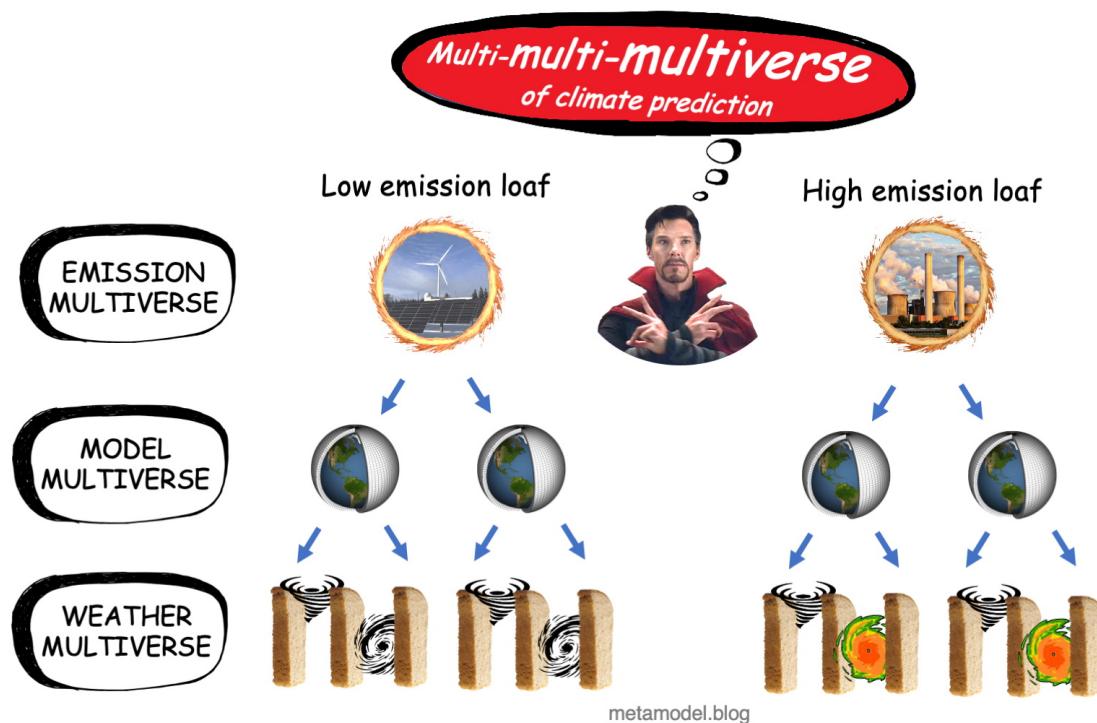 Multi-multi-multiverse
of climate prediction
Low emission loaf
High emission loaf
EMISSION
MULTIVERSE
MODEL
MULTIVERSE
WEATHER
MULTIVERSE
metamodel.blog